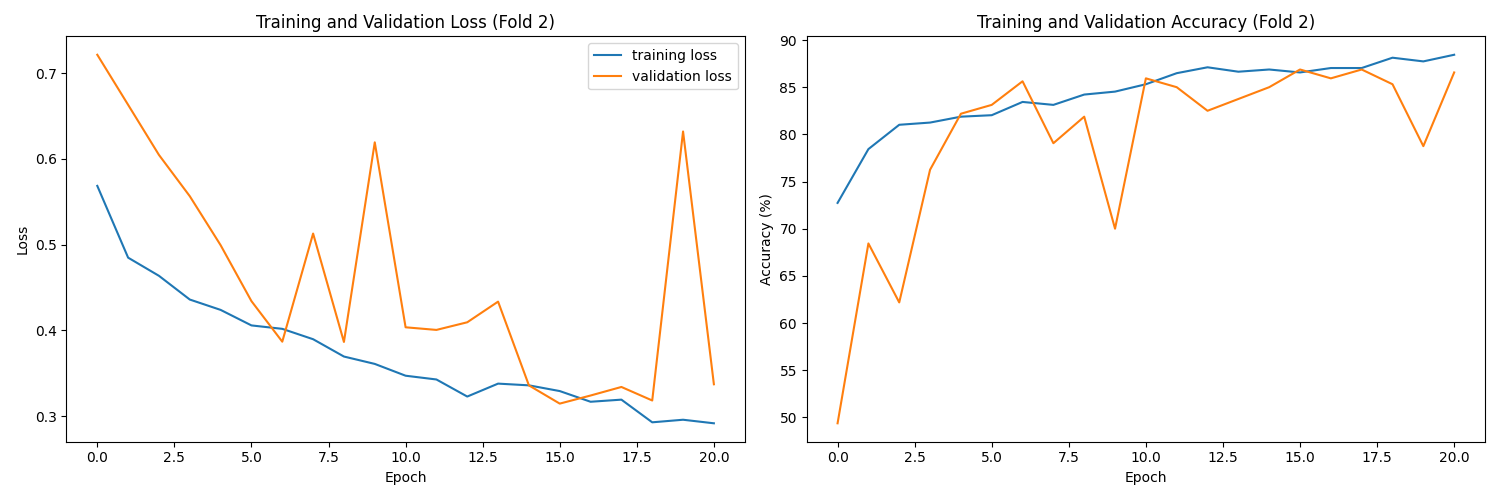 Training and Validation Loss (Fold 2)
training loss
validation loss
0.7
0.6
0.5
0.4
0.3
Loss
0.0 2.5 5.0 7.5 10.0 12.5 15.0 17.5 20.0
Epoch
Training and Validation Accuracy (Fold 2)
90
85
80
75
70
65
60
55
50
Accuracy (%)
0.0 2.5 5.0 7.5 10.0 12.5 15.0 17.5 20.0
Epoch